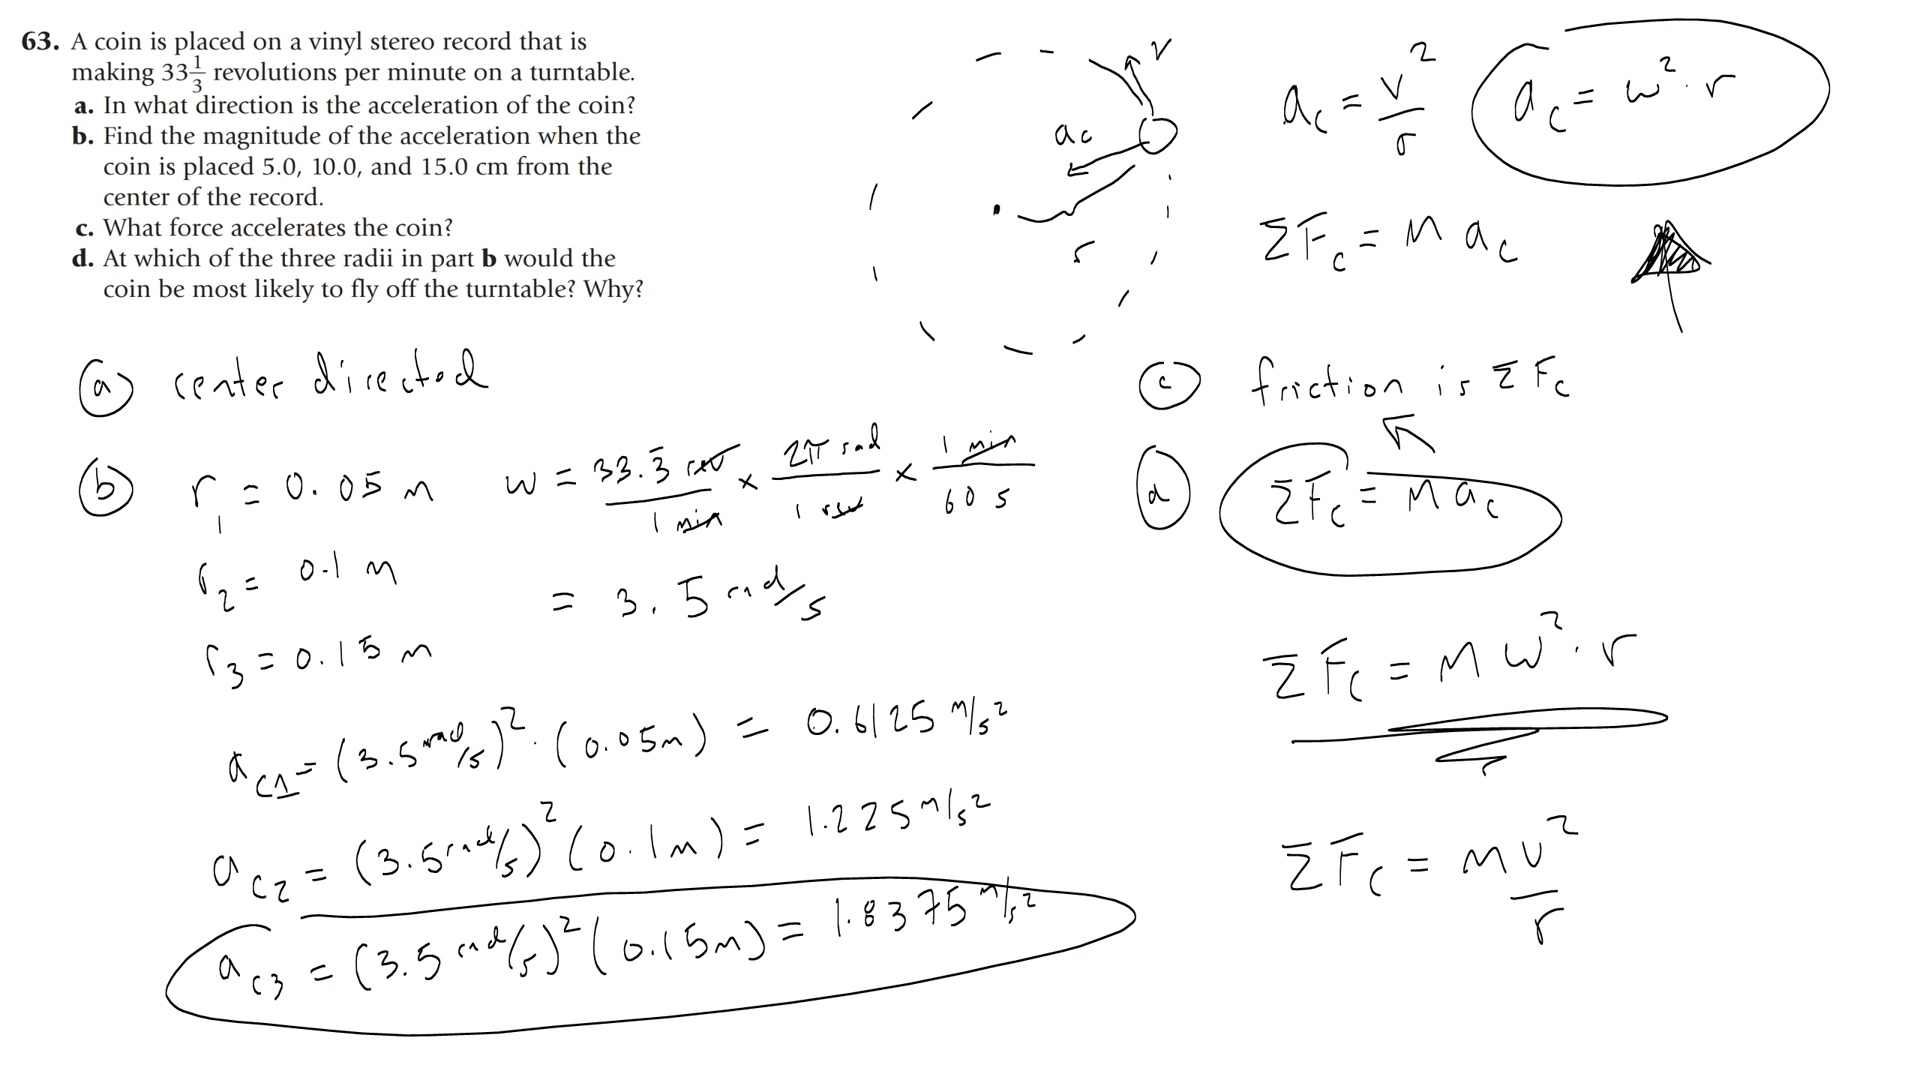 63. A coin is placed on a vinyl stereo record that is
making 33 1/3 revolutions per minute on a turntable.
a. In what direction is the acceleration of the coin?
b. Find the magnitude of the acceleration when the
coin is placed 5.0, 10.0, and 15.0 cm from the
center of the record.
c. What force accelerates the coin?
d. At which of the three radii in part b would the
coin be most likely to fly off the turntable? Why?
v
ac
r
ac = v²/r
ac = w²·r
ΣFc = m ac
(a) center directed
(b) r1 = 0.05 m
w = 33.3̄ rev/1 min × 2π rad/1 rev × 1 min/60 s
r2 = 0.1 m
= 3.5 rad/s
r3 = 0.15 m
ac1 = (3.5 rad/s)²·(0.05m) = 0.6125 m/s²
ac2 = (3.5 rad/s)²(0.1m) = 1.225 m/s²
ac3 = (3.5 rad/s)²(0.15m) = 1.8375 m/s²
(c) friction is ΣFc
(d) ΣFc = m ac
ΣFc = m w²·r
ΣFc = mv²/r